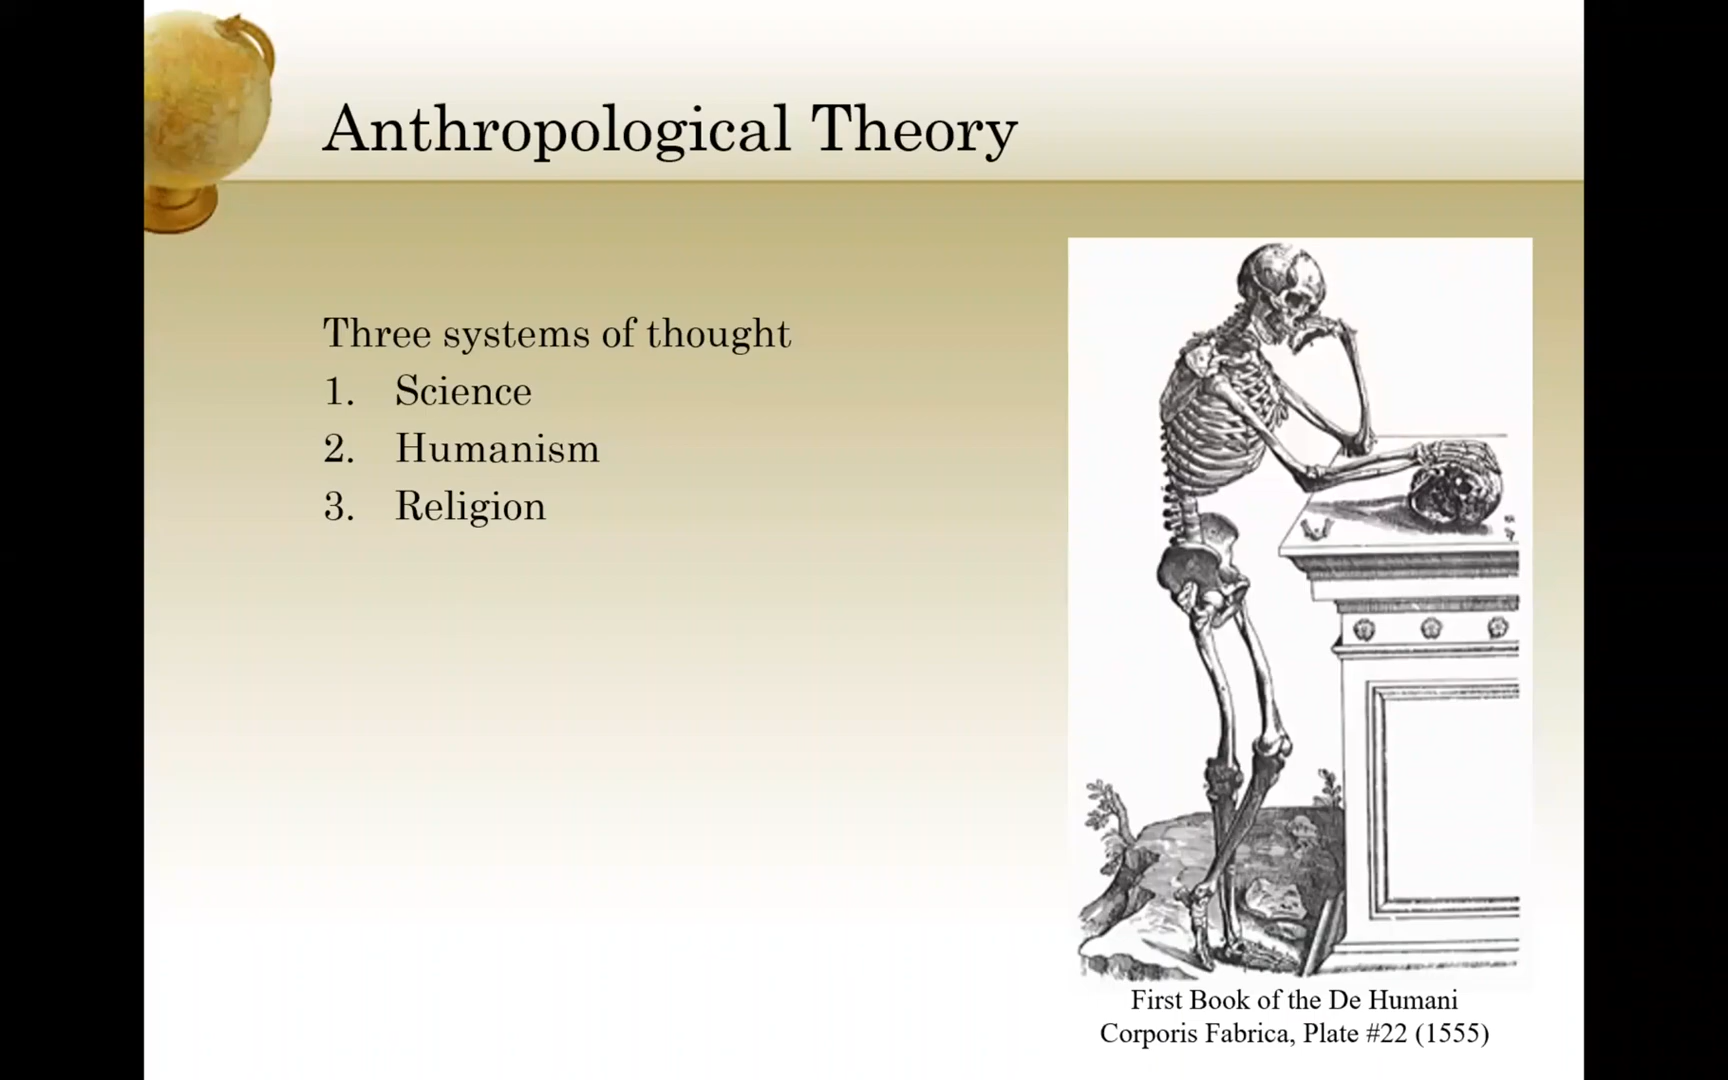 Anthropological Theory
Three systems of thought
1. Science
2. Humanism
3. Religion
First Book of the De Humani
Corporis Fabrica, Plate #22 (1555)